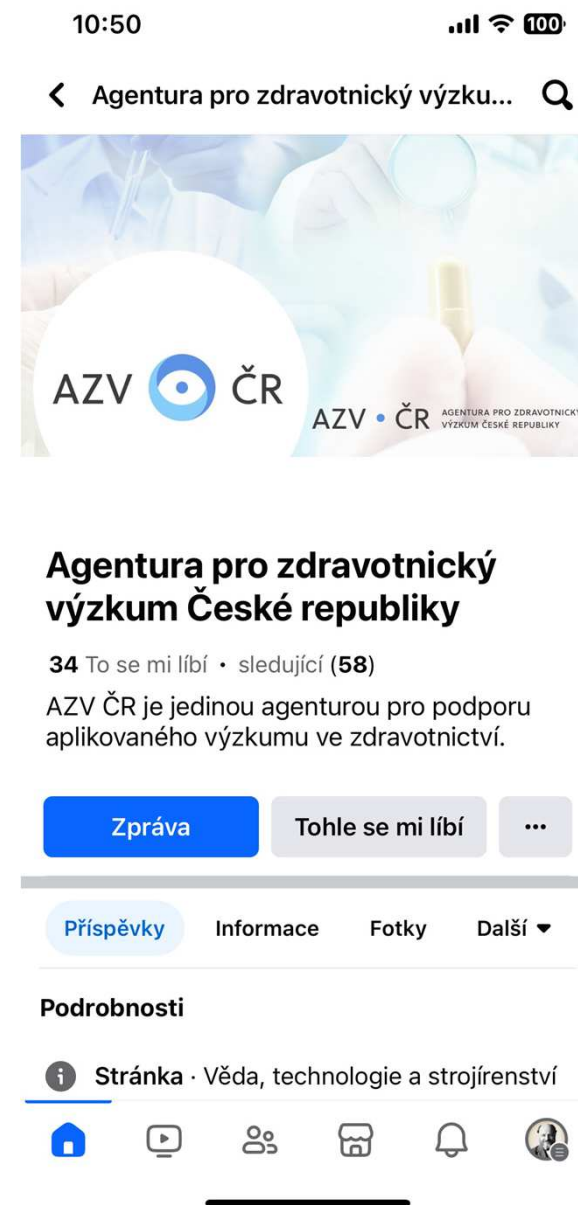 10:50
100
Agentura pro zdravotnický výzku...
AZV ČR
AZV • ČR
AGENTURA PRO ZDRAVOTNICKÝ
VÝZKUM ČESKÉ REPUBLIKY
Agentura pro zdravotnický
výzkum České republiky
34 To se mi líbí • sledující (58)
AZV ČR je jedinou agenturou pro podporu
aplikovaného výzkumu ve zdravotnictví.
Zpráva Tohle se mi líbí ...
Příspěvky Informace Fotky Další
Podrobnosti
Stránka · Věda, technologie a strojírenství